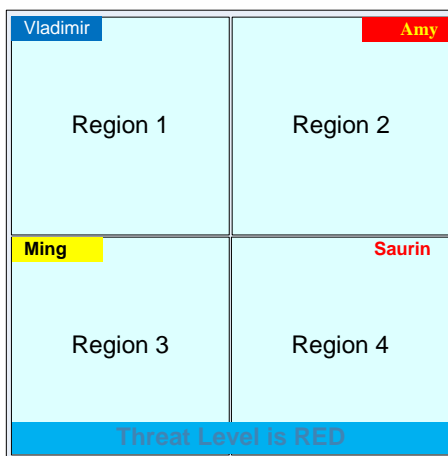 Vladimir
Amy
Region 1
Region 2
Ming
Saurin
Region 3
Region 4
Threat Level is RED